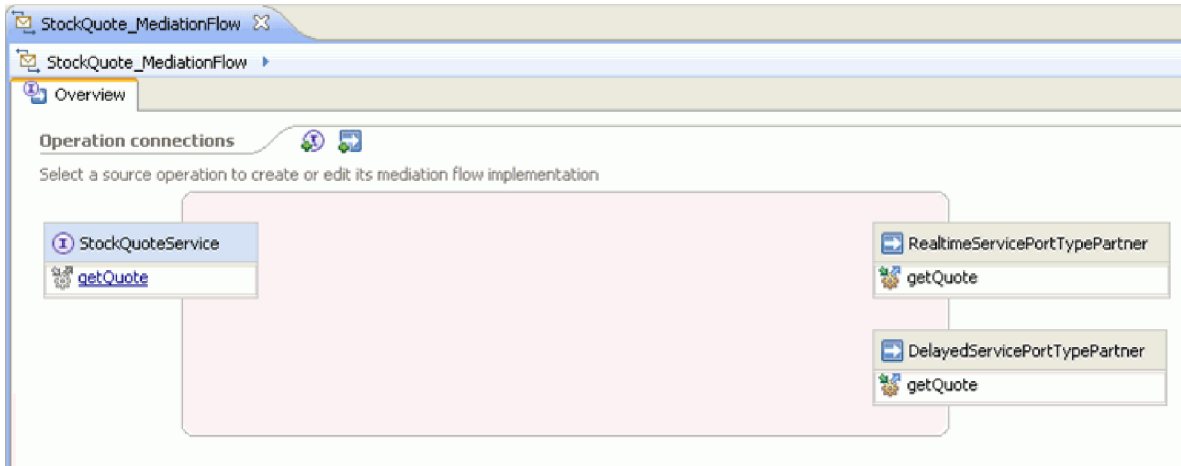 StockQuote_MediationFlow
StockQuote_MediationFlow
Overview
Operation connections
Select a source operation to create or edit its mediation flow implementation
StockQuoteService
getQuote
RealtimeServicePortTypePartner
getQuote
DelayedServicePortTypePartner
getQuote